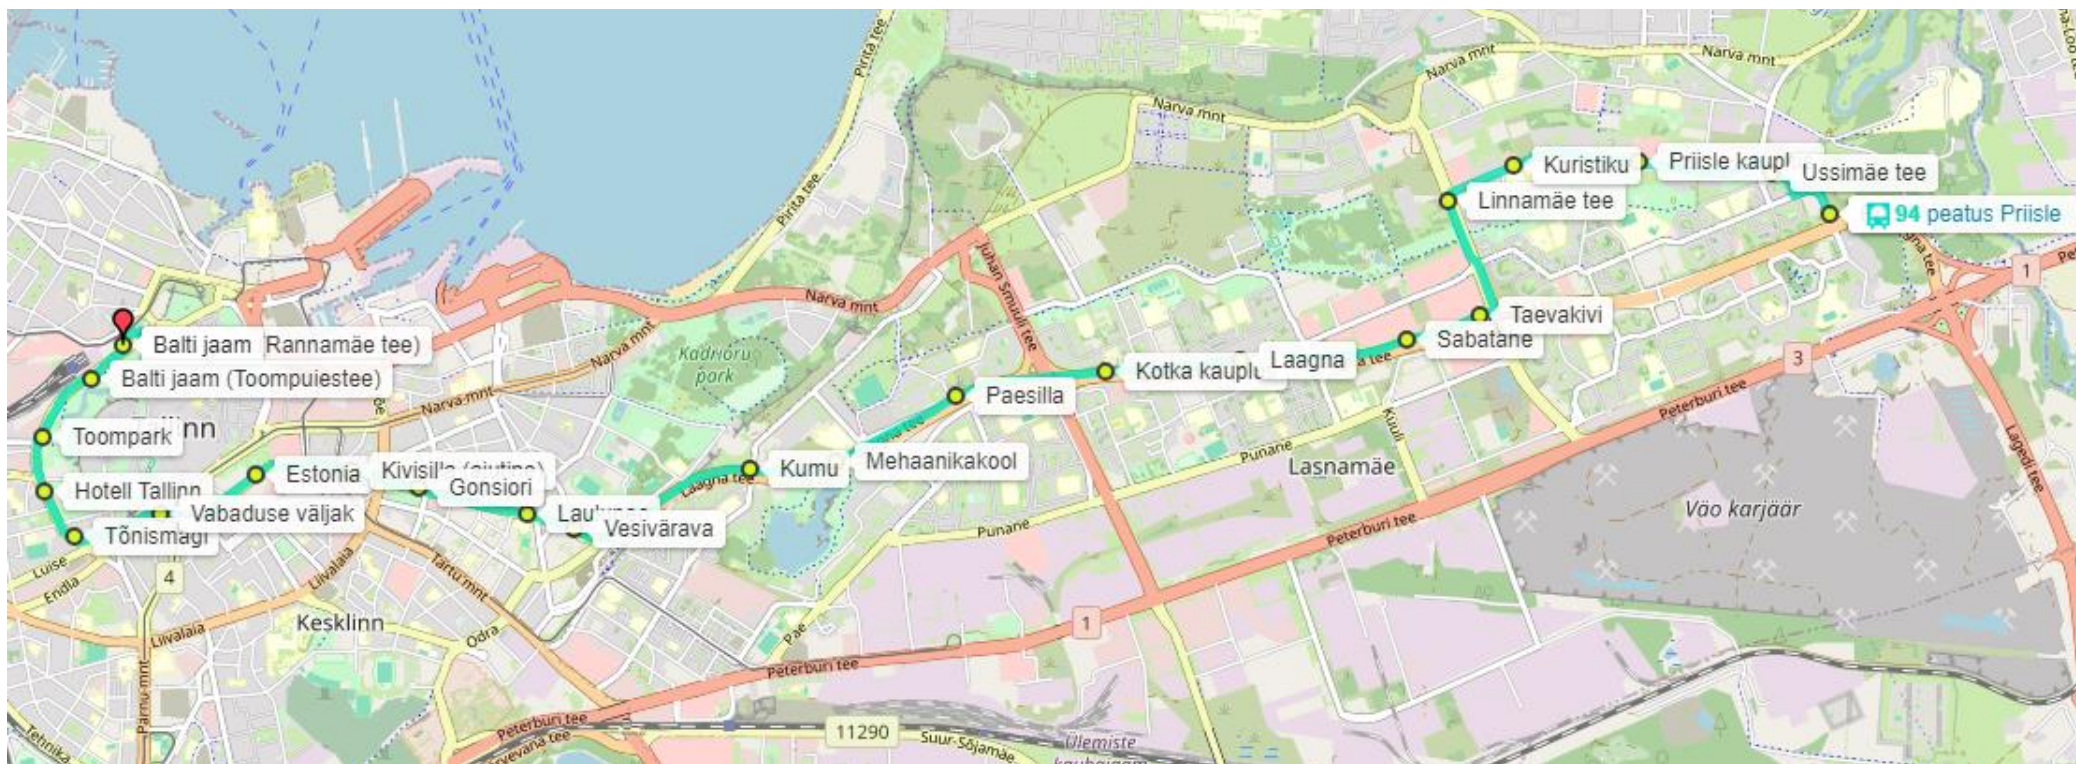 Pirita tee
Narva mnt
Narva mnt
Narva mnt
Pirita tee
Kuristiku
Priisle kaupl
Ussimäe tee
Linnamäe tee
94 peatus Priisle
Juhan Smuuli tee
1
Narva mnt
Narva mnt
Taevakivi
Balti jaam
Rannamäe tee)
Sabatane
Laagna
Kotka kauplu
3
Kadrioru
park
Balti jaam (Toompuiestee)
Narva mnt
Paesilla
Peterburi tee
Kuuli
Toompark
nn
Punane
Lagedi tee
Estonia
Kumu
Mehaanikakool
Lasnamäe
Laagna tee
Gonsiori
Hotell Tallinn
Vabaduse väljak
Vesivärava
Väo karjäär
Tõnismägi
Punane
Peterburi tee
Luise
Endla
4
Liivalaia
Tartu mnt
Kesklinn
Liivalaia
Odra
Pae
1
Peterburi tee
Pärnu mnt
Peterburi tee
11290
Suur-Sõjamäe
Ülemiste
kaubajaam
Tehnika